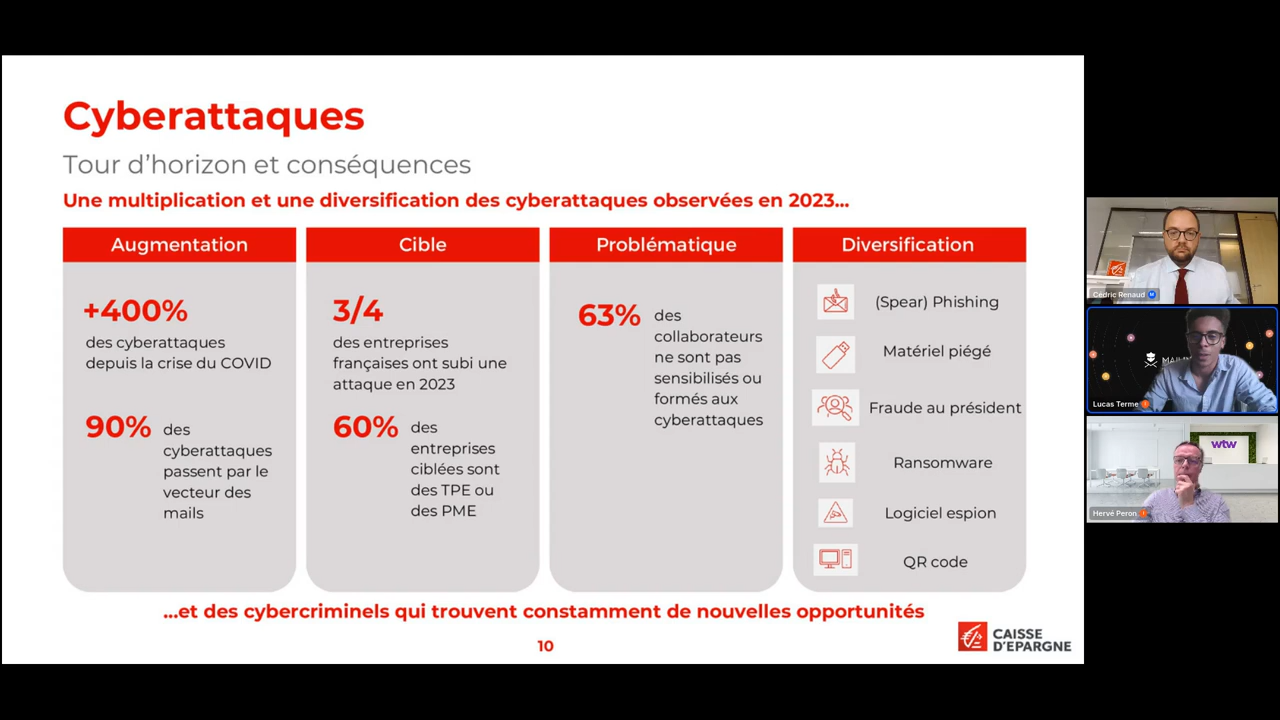 Cyberattaques
Tour d'horizon et conséquences
Une multiplication et une diversification des cyberattaques observées en 2023...
Augmentation
+400%
des cyberattaques
depuis la crise du COVID
90%
des
cyberattaques
passent par le
vecteur des
mails
Cible
3/4
des entreprises
françaises ont subi une
attaque en 2023
60%
des
entreprises
ciblées sont
des TPE ou
des PME
Problématique
63%
des
collaborateurs
ne sont pas
sensibilisés ou
formés aux
cyberattaques
Diversification
(Spear) Phishing
Matériel piégé
Fraude au président
Ransomware
Logiciel espion
QR code
...et des cybercriminels qui trouvent constamment de nouvelles opportunités
10
CAISSE
D'EPARGNE
Cédric Renaud
Lucas Terme
wtw
Hervé Peron